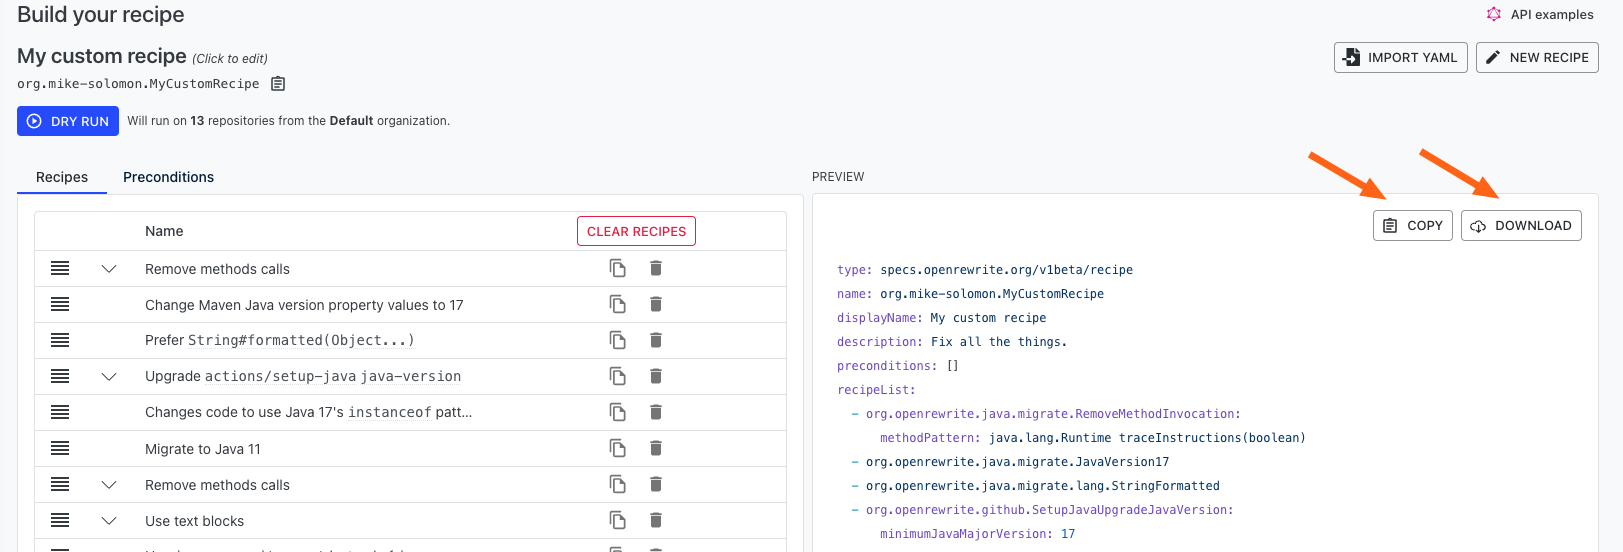 Build your recipe
API examples
My custom recipe (Click to edit)
IMPORT YAML
NEW RECIPE
org.mike-solomon.MyCustomRecipe
DRY RUN
Will run on 13 repositories from the Default organization.
Recipes
Preconditions
Name
CLEAR RECIPES
Remove methods calls
Change Maven Java version property values to 17
Prefer String#formatted(Object...)
Upgrade actions/setup-java java-version
Changes code to use Java 17's instanceof patt...
Migrate to Java 11
Remove methods calls
Use text blocks
PREVIEW
COPY
DOWNLOAD
type: specs.openrewrite.org/v1beta/recipe
name: org.mike-solomon.MyCustomRecipe
displayName: My custom recipe
description: Fix all the things.
preconditions: []
recipeList:
- org.openrewrite.java.migrate.RemoveMethodInvocation:
methodPattern: java.lang.Runtime traceInstructions(boolean)
- org.openrewrite.java.migrate.JavaVersion17
- org.openrewrite.java.migrate.lang.StringFormatted
- org.openrewrite.github.SetupJavaUpgradeJavaVersion:
minimumJavaMajorVersion: 17